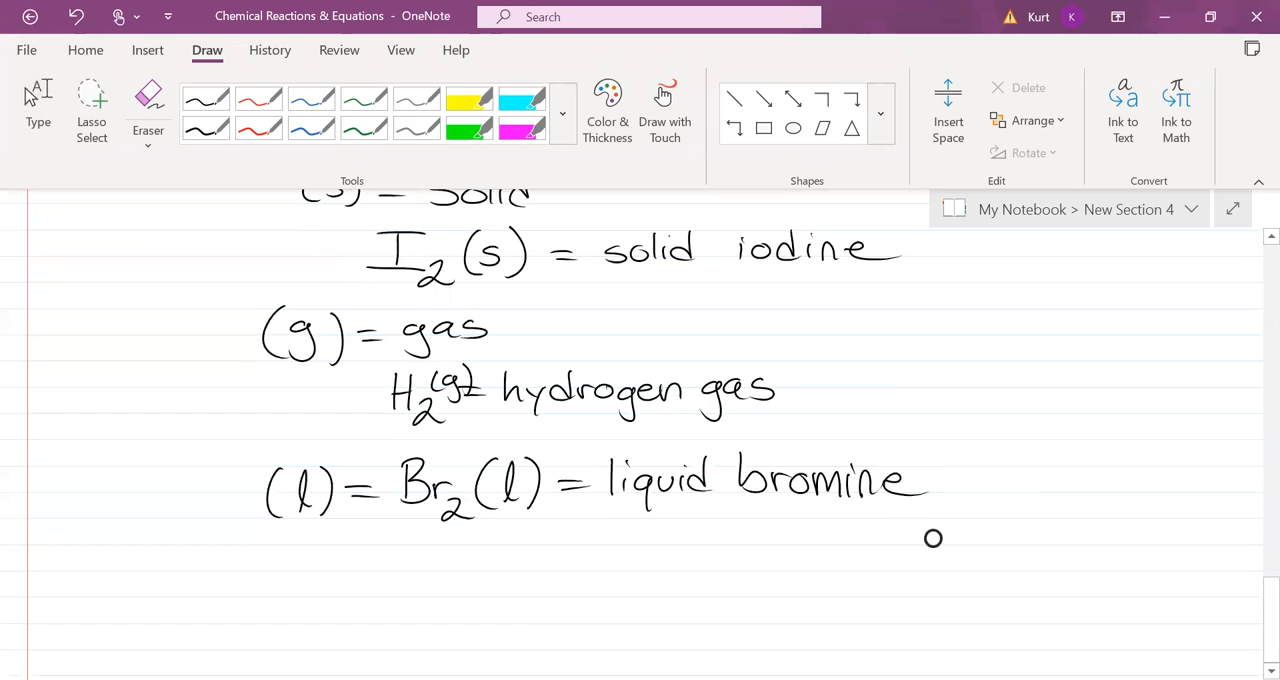 Chemical Reactions & Equations - OneNote
Search
Kurt
K
File Home Insert Draw History Review View Help
Type
Lasso Select
Eraser
Color & Thickness
Draw with Touch
Insert Space
Delete
Arrange
Rotate
Ink to Text
Ink to Math
Tools
Shapes
Edit
Convert
My Notebook > New Section 4
(s) = solid
I₂(s) = solid iodine
(g) = gas
H₂(g) = hydrogen gas
(l) = Br₂(l) = liquid bromine